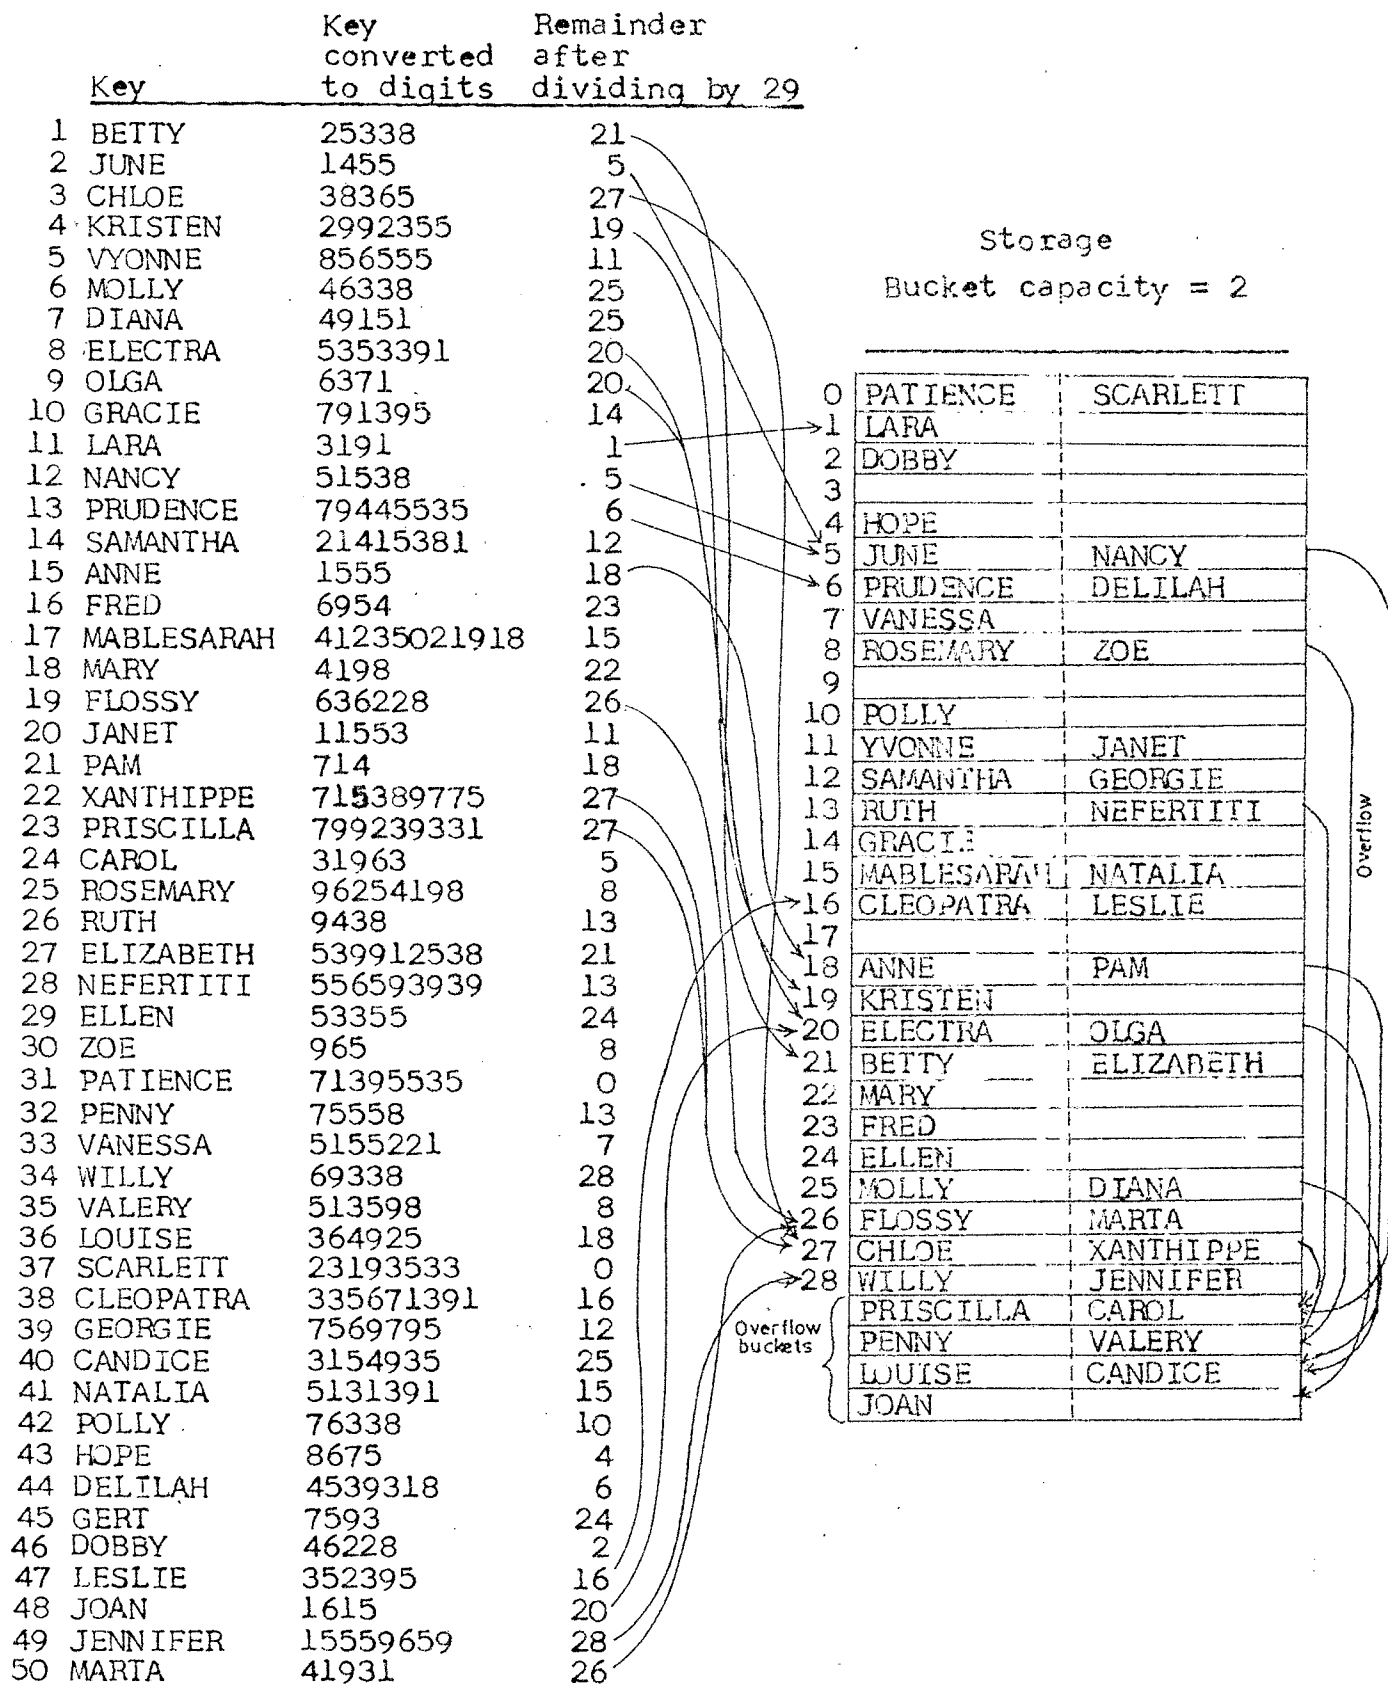 Key Remainder
converted after
Key to digits dividing by 29
1 BETTY 25338 21
2 JUNE 1455 5
3 CHLOE 38365 27
4 KRISTEN 2992355 19
5 VYONNE 856555 11
6 MOLLY 46338 25
7 DIANA 49151 25
8 ELECTRA 5353391 20
9 OLGA 6371 20
10 GRACIE 791395 14
11 LARA 3191 1
12 NANCY 51538 5
13 PRUDENCE 79445535 6
14 SAMANTHA 21415381 12
15 ANNE 1555 18
16 FRED 6954 23
17 MABLESARAH 41235021918 15
18 MARY 4198 22
19 FLOSSY 636228 26
20 JANET 11553 11
21 PAM 714 18
22 XANTHIPPE 715389775 27
23 PRISCILLA 799239331 27
24 CAROL 31963 5
25 ROSEMARY 96254198 8
26 RUTH 9438 13
27 ELIZABETH 539912538 21
28 NEFERTITI 556593939 13
29 ELLEN 53355 24
30 ZOE 965 8
31 PATIENCE 71395535 0
32 PENNY 75558 13
33 VANESSA 5155221 7
34 WILLY 69338 28
35 VALERY 513598 8
36 LOUISE 364925 18
37 SCARLETT 23193533 0
38 CLEOPATRA 335671391 16
39 GEORGIE 7569795 12
40 CANDICE 3154935 25
41 NATALIA 5131391 15
42 POLLY 76338 10
43 HOPE 8675 4
44 DELILAH 4539318 6
45 GERT 7593 24
46 DOBBY 46228 2
47 LESLIE 352395 16
48 JOAN 1615 20
49 JENNIFER 15559659 28
50 MARTA 41931 26
Storage
Bucket capacity = 2
0 PATIENCE SCARLETT
1 LARA
2 DOBBY
3
4 HOPE
5 JUNE NANCY
6 PRUDENCE DELILAH
7 VANESSA
8 ROSEMARY ZOE
9
10 POLLY
11 YVONNE JANET
12 SAMANTHA GEORGIE
13 RUTH NEFERTITI
14 GRACIE
15 MABLESARAH NATALIA
16 CLEOPATRA LESLIE
17
18 ANNE PAM
19 KRISTEN
20 ELECTRA OLGA
21 BETTY ELIZABETH
22 MARY
23 FRED
24 ELLEN
25 MOLLY DIANA
26 FLOSSY MARTA
27 CHLOE XANTHIPPE
28 WILLY JENNIFER
Overflow
buckets
PRISCILLA CAROL
PENNY VALERY
LOUISE CANDICE
JOAN
Overflow